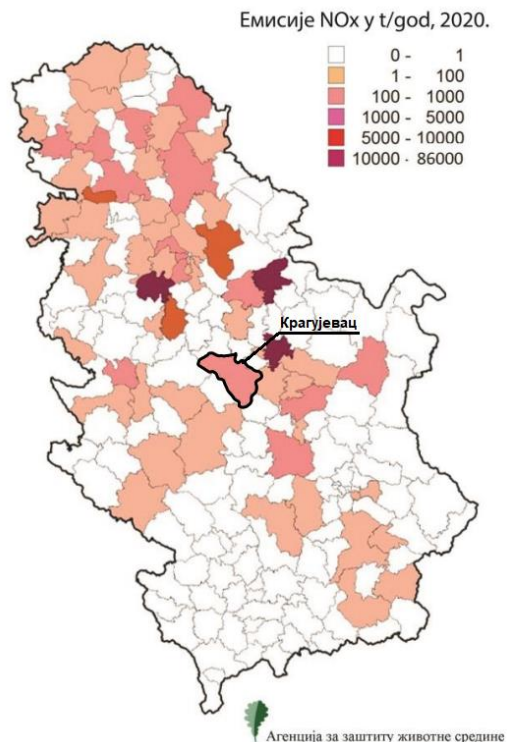 Емисије NOx у t/god, 2020.
0 - 1
1 - 100
100 - 1000
1000 - 5000
5000 - 10000
10000 - 86000
Крагујевац
Агенција за заштиту животне средине